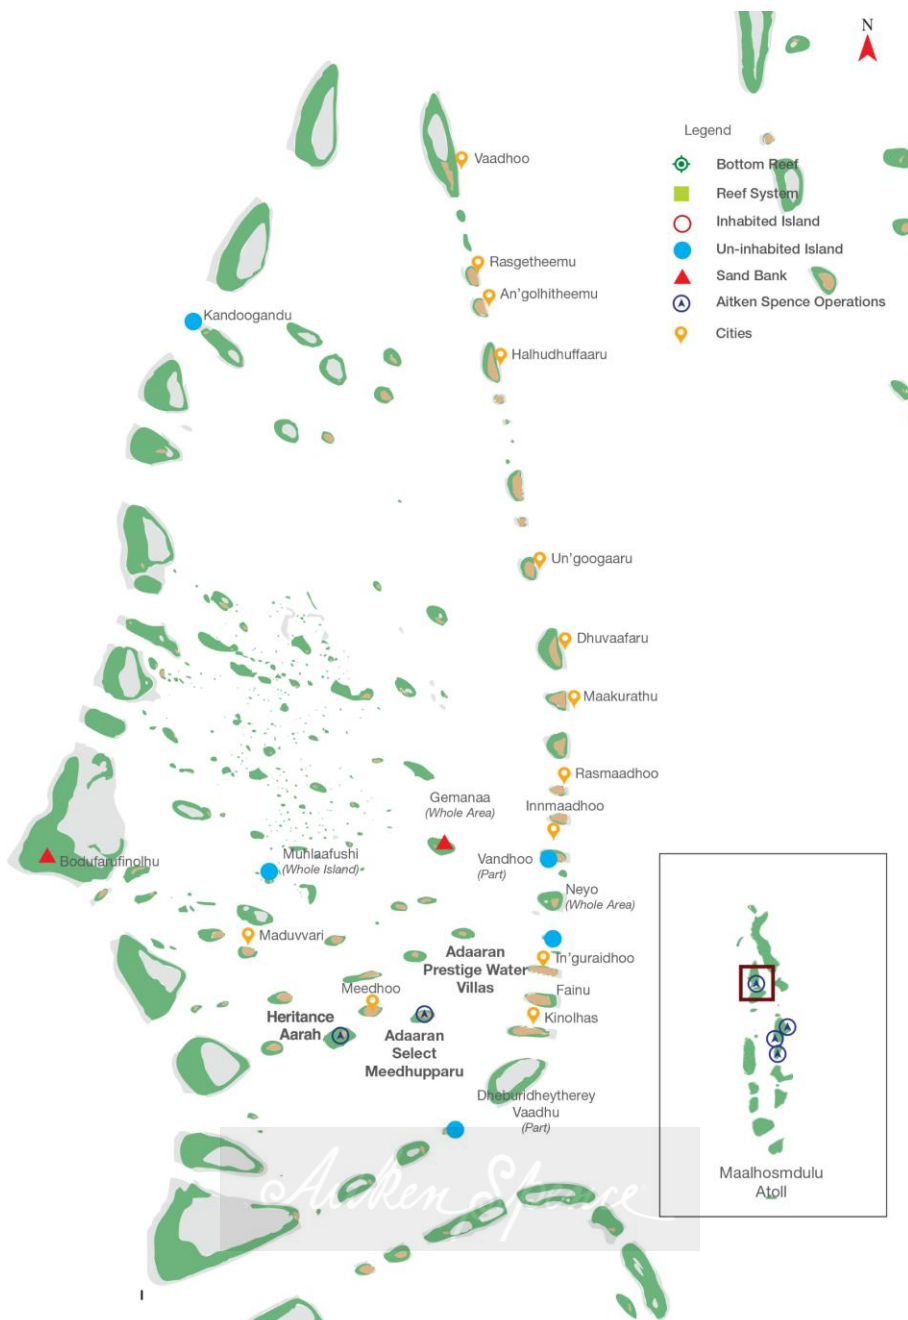 N
Legend
Bottom Reef
Reef System
Inhabited Island
Un-inhabited Island
Sand Bank
Aitken Spence Operations
Cities
Vaadhoo
Rasgetheemu
An'golhitheemu
Kandoogandu
Halhudhuffaaru
Un'googaaru
Dhuvaafaru
Maakurathu
Rasmaadhoo
Gemanaa
(Whole Area)
Innmaadhoo
Bodufarufinolhu
Muhlaafushi
(Whole Island)
Vandhoo
(Part)
Neyo
(Whole Area)
Maduvvari
Adaaran
Prestige Water
Villas
In'guraidhoo
Meedhoo
Fainu
Heritance
Aarah
Kinolhas
Adaaran
Select
Meedhupparu
Dheburidheytherey
Vaadhu
(Part)
Maalhosmdulu
Atoll
Aitken Spence
I